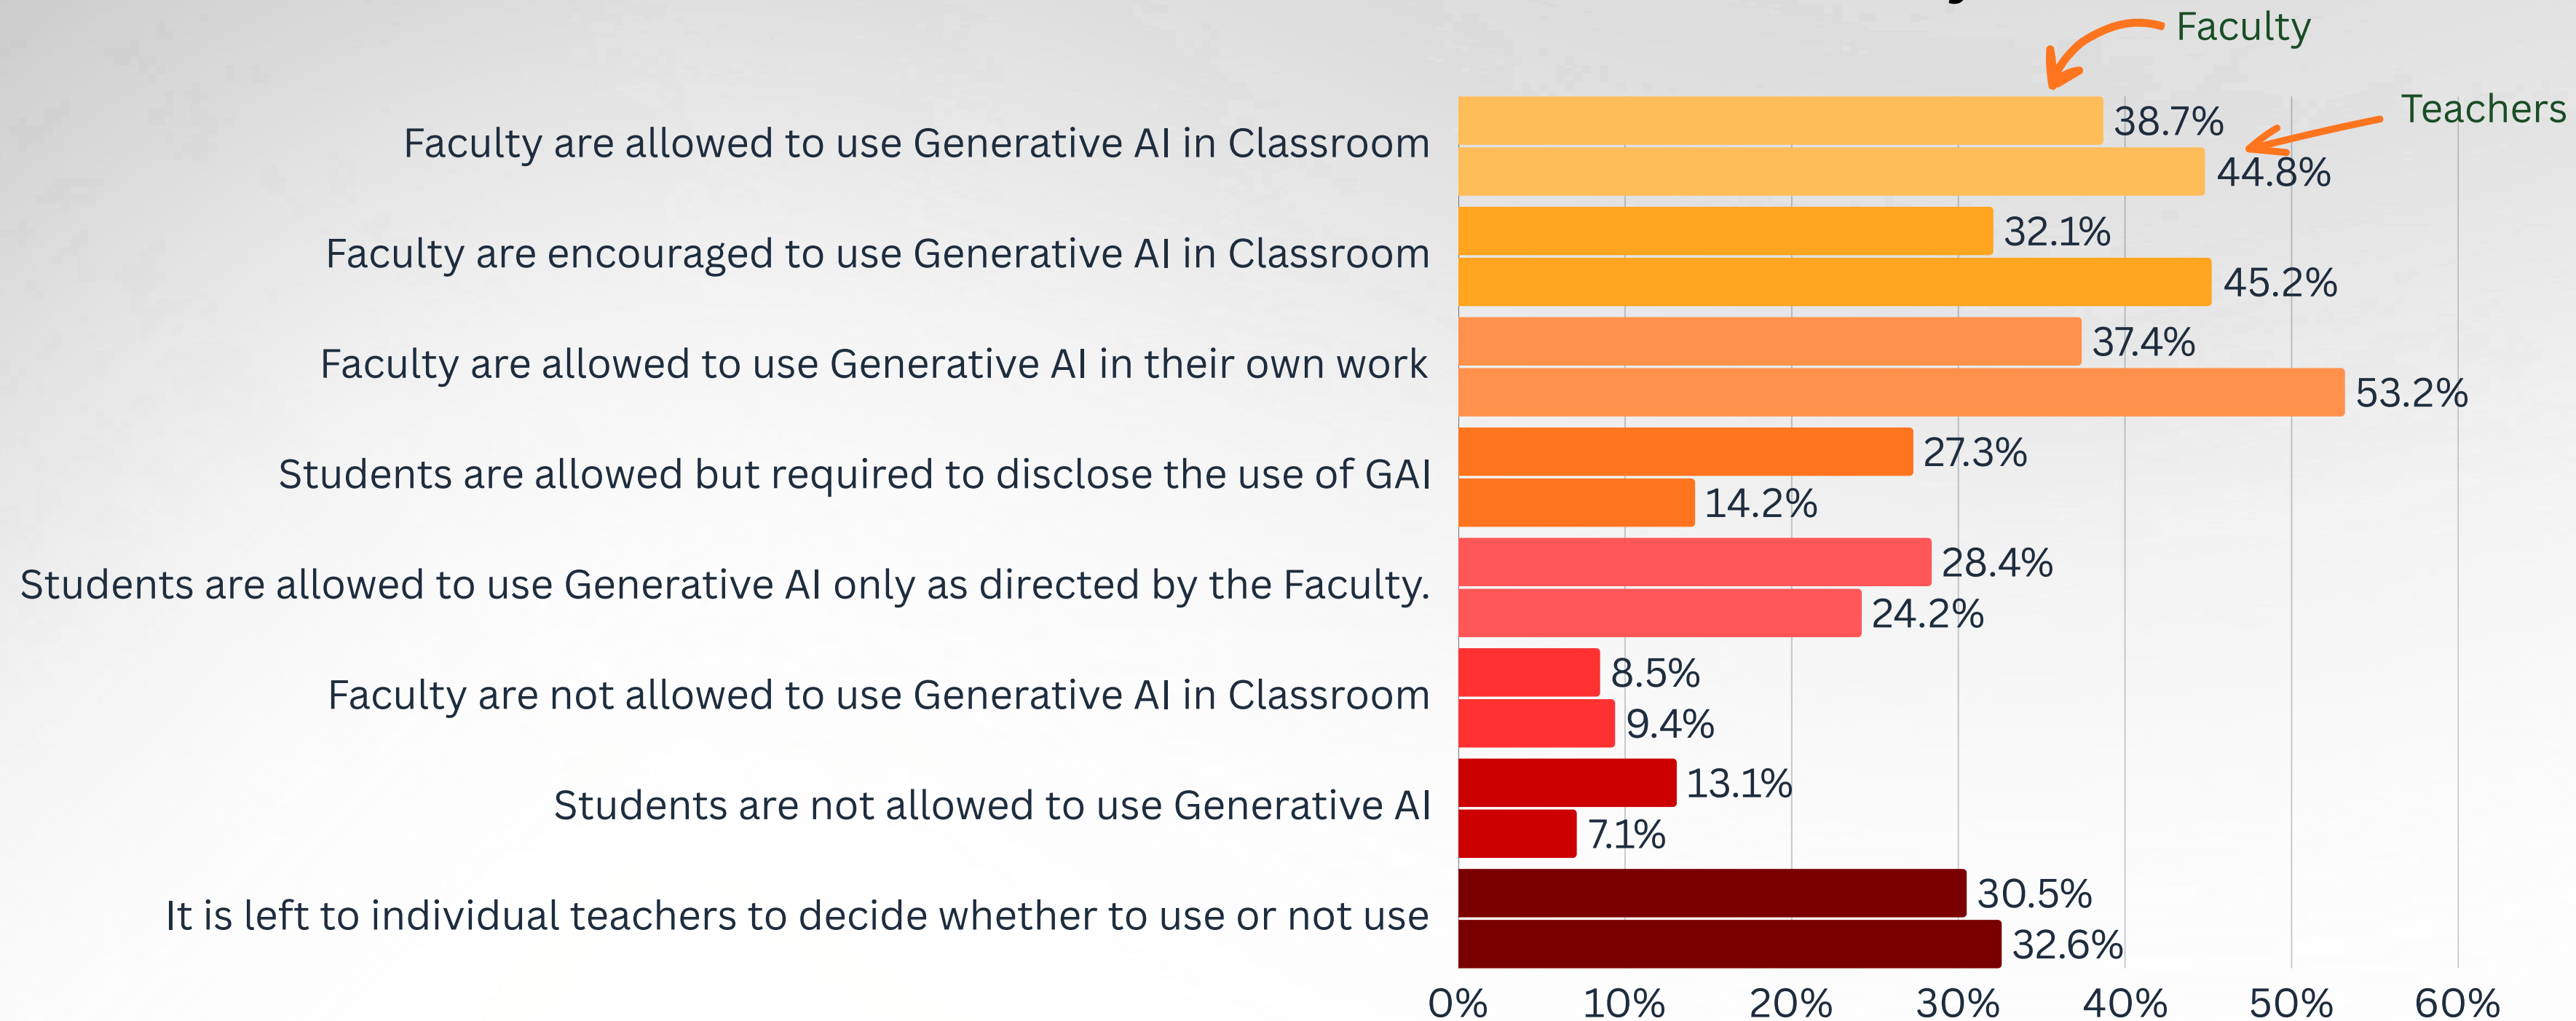 Faculty
Teachers
Faculty are allowed to use Generative AI in Classroom
38.7%
44.8%
Faculty are encouraged to use Generative AI in Classroom
32.1%
45.2%
Faculty are allowed to use Generative AI in their own work
37.4%
53.2%
Students are allowed but required to disclose the use of GAI
27.3%
14.2%
Students are allowed to use Generative AI only as directed by the Faculty.
28.4%
24.2%
Faculty are not allowed to use Generative AI in Classroom
8.5%
9.4%
Students are not allowed to use Generative AI
13.1%
7.1%
It is left to individual teachers to decide whether to use or not use
30.5%
32.6%
0% 10% 20% 30% 40% 50% 60%